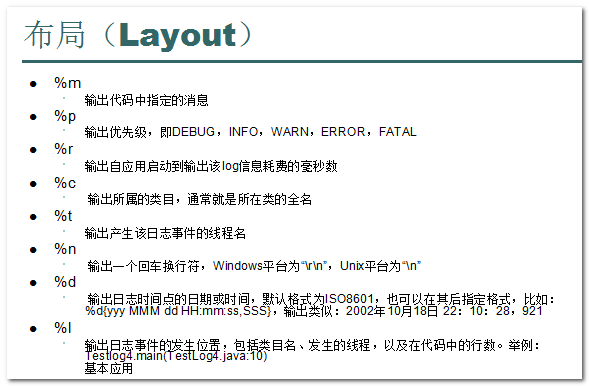 布局（Layout）
%m
输出代码中指定的消息
%p
输出优先级，即DEBUG，INFO，WARN，ERROR，FATAL
%r
输出自应用启动到输出该log信息耗费的毫秒数
%c
输出所属的类目，通常就是所在类的全名
%t
输出产生该日志事件的线程名
%n
输出一个回车换行符，Windows平台为“\r\n”，Unix平台为“\n”
%d
输出日志时间点的日期或时间，默认格式为ISO8601，也可以在其后指定格式，比如：
%d{yyy MMM dd HH:mm:ss,SSS}，输出类似：2002年10月18日 22：10：28，921
%l
输出日志事件的发生位置，包括类目名、发生的线程，以及在代码中的行数。举例：
Testlog4.main(TestLog4.java:10)
基本应用